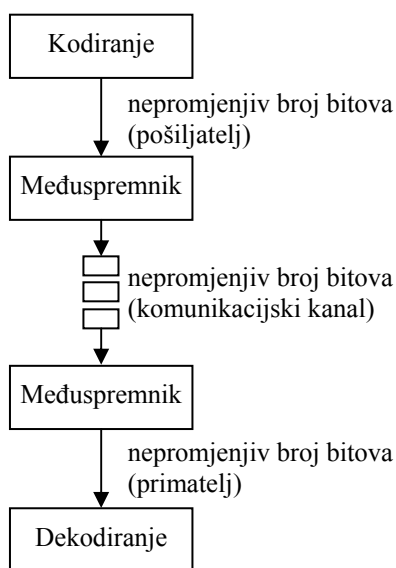 Kodiranje
nepromjenjiv broj bitova
(pošiljatelj)
Međuspremnik
nepromjenjiv broj bitova
(komunikacijski kanal)
Međuspremnik
nepromjenjiv broj bitova
(primatelj)
Dekodiranje